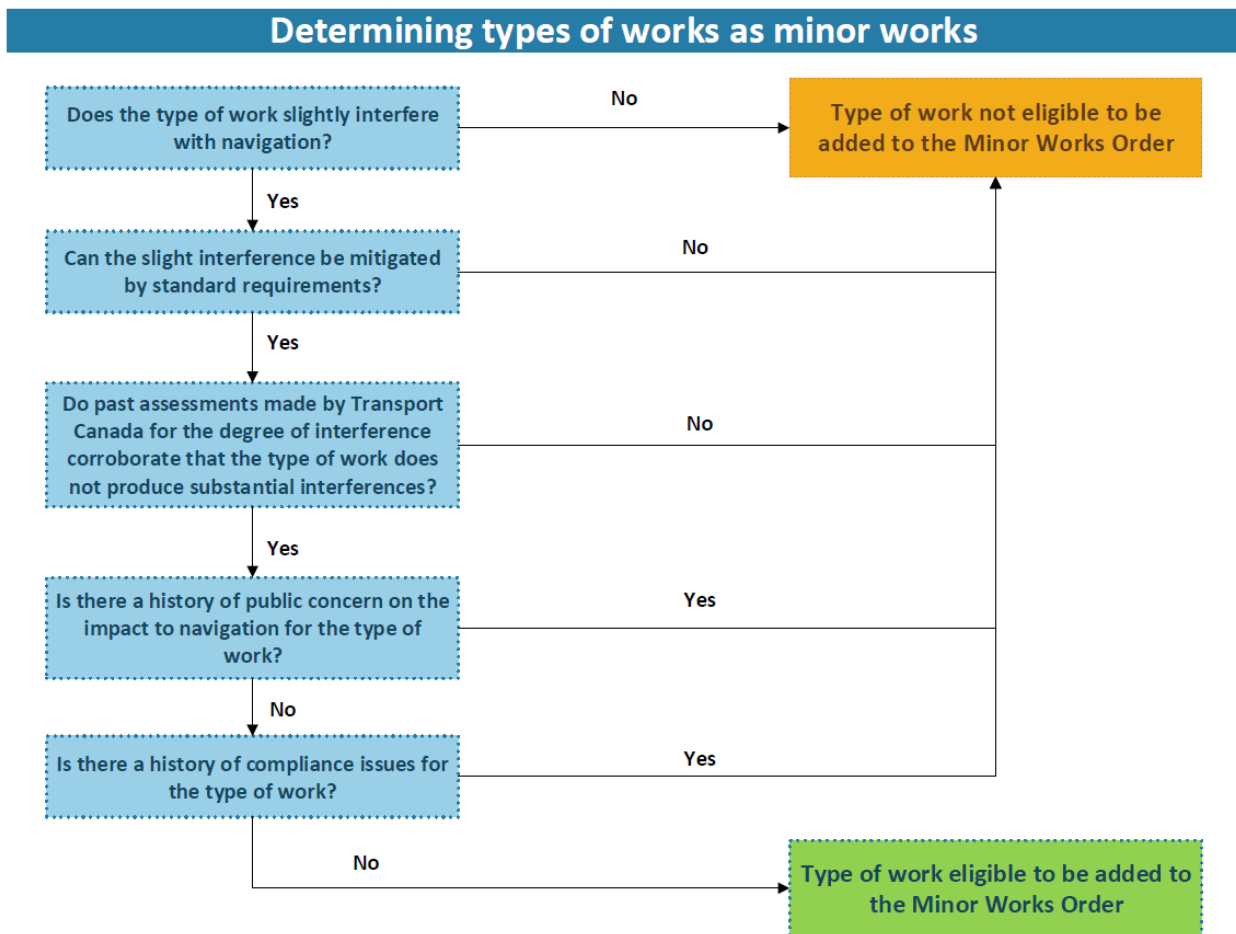 Determining types of works as minor works
Does the type of work slightly interfere
with navigation?
No
Type of work not eligible to be
added to the Minor Works Order
Yes
Can the slight interference be mitigated
by standard requirements?
No
Yes
Do past assessments made by Transport
Canada for the degree of interference
corroborate that the type of work does
not produce substantial interferences?
No
Yes
Is there a history of public concern on the
impact to navigation for the type of
work?
Yes
No
Is there a history of compliance issues for
the type of work?
Yes
No
Type of work eligible to be added to
the Minor Works Order